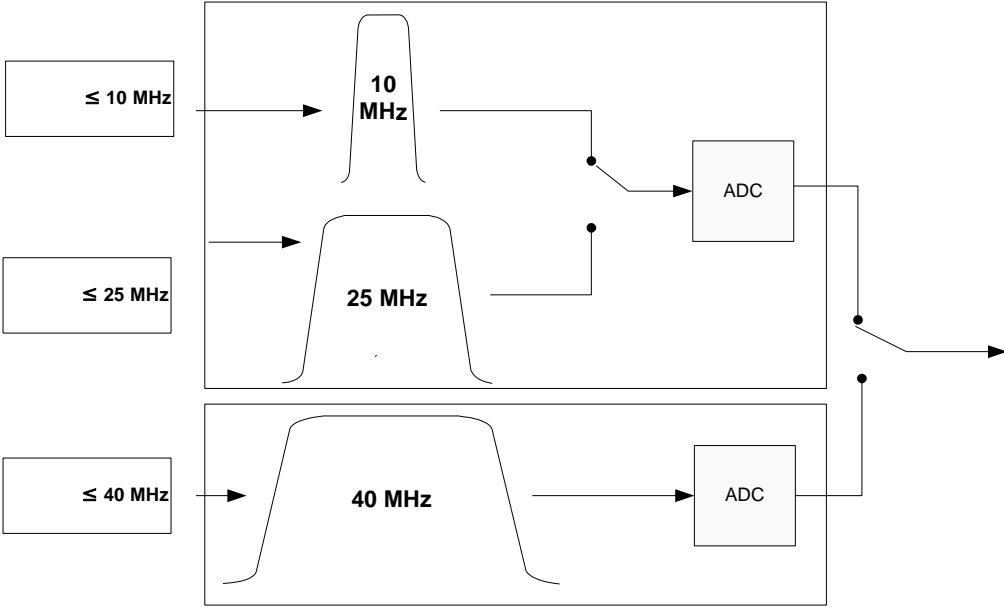 ≤ 10 MHz
10
MHz
ADC
≤ 25 MHz
25 MHz
≤ 40 MHz
40 MHz
ADC